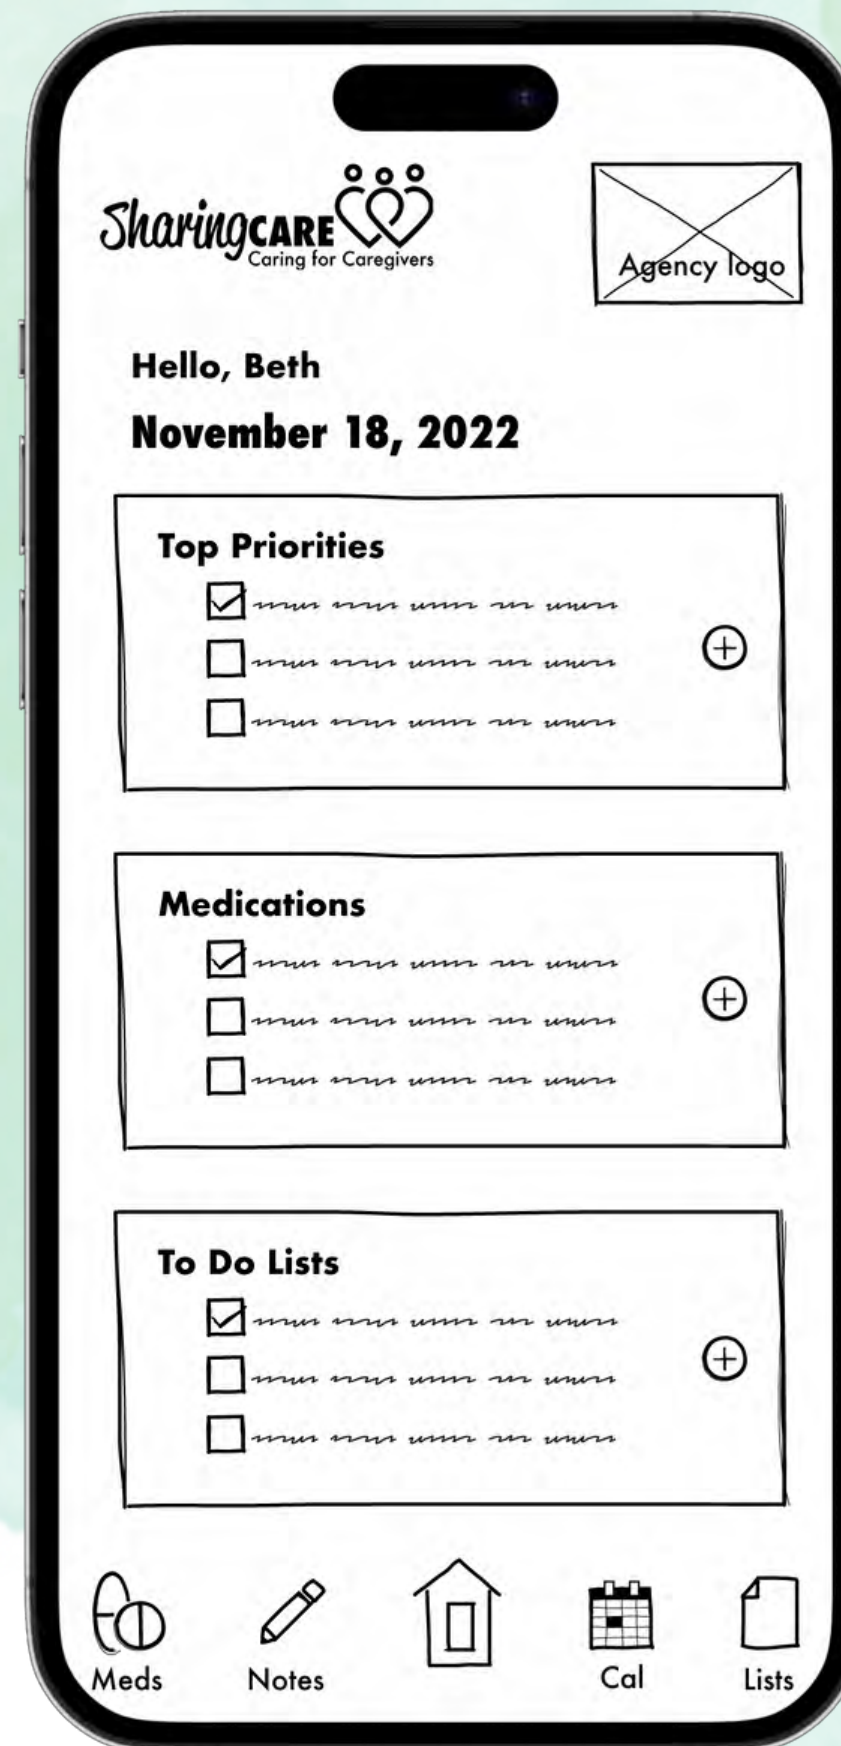 SharingCARE
Caring for Caregivers
Agency logo
Hello, Beth
November 18, 2022
Top Priorities
Medications
To Do Lists
Meds
Notes
Cal
Lists